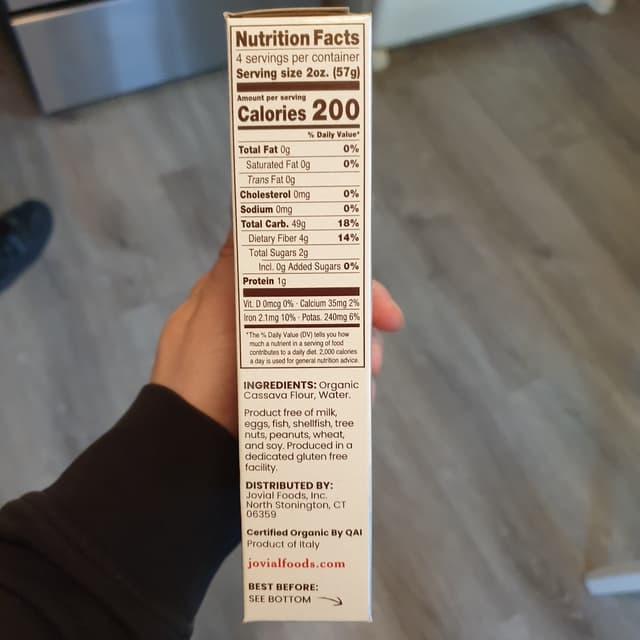 Nutrition Facts
4 servings per container
Serving size 2oz. (57g)
Amount per serving
Calories 200
% Daily Value*
Total Fat 0g 0%
Saturated Fat 0g 0%
Trans Fat 0g
Cholesterol 0mg 0%
Sodium 0mg 0%
Total Carb. 49g 18%
Dietary Fiber 4g 14%
Total Sugars 2g
Incl. 0g Added Sugars 0%
Protein 1g
Vit. D 0mcg 0% · Calcium 35mg 2%
Iron 2.1mg 10% · Potas. 240mg 6%
*The % Daily Value (DV) tells you how
much a nutrient in a serving of food
contributes to a daily diet. 2,000 calories
a day is used for general nutrition advice.
INGREDIENTS: Organic
Cassava Flour, Water.
Product free of milk,
eggs, fish, shellfish, tree
nuts, peanuts, wheat,
and soy. Produced in a
dedicated gluten free
facility.
DISTRIBUTED BY:
Jovial Foods, Inc.
North Stonington, CT
06359
Certified Organic By QAI
Product of Italy
jovialfoods.com
BEST BEFORE:
SEE BOTTOM